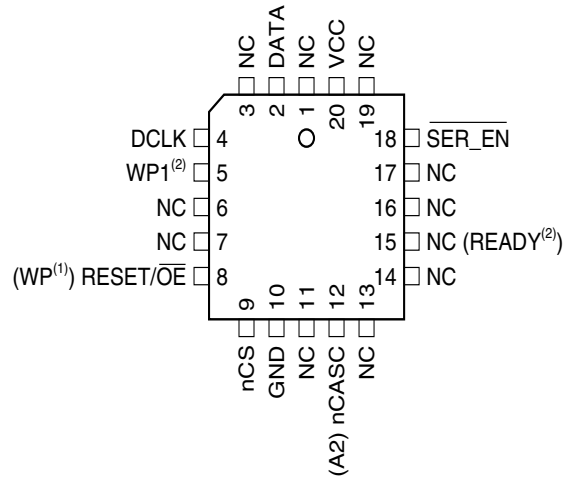 NC
DATA
NC
VCC
NC
3
2
1
20
19
DCLK 4
18 S̅E̅R̅_̅E̅N̅
WP1⁽²⁾ 5
17 NC
NC 6
16 NC
NC 7
15 NC (READY⁽²⁾)
(WP⁽¹⁾) RESET/O̅E̅ 8
14 NC
9
10
11
12
13
nCS
GND
NC
(A2) nCASC
NC